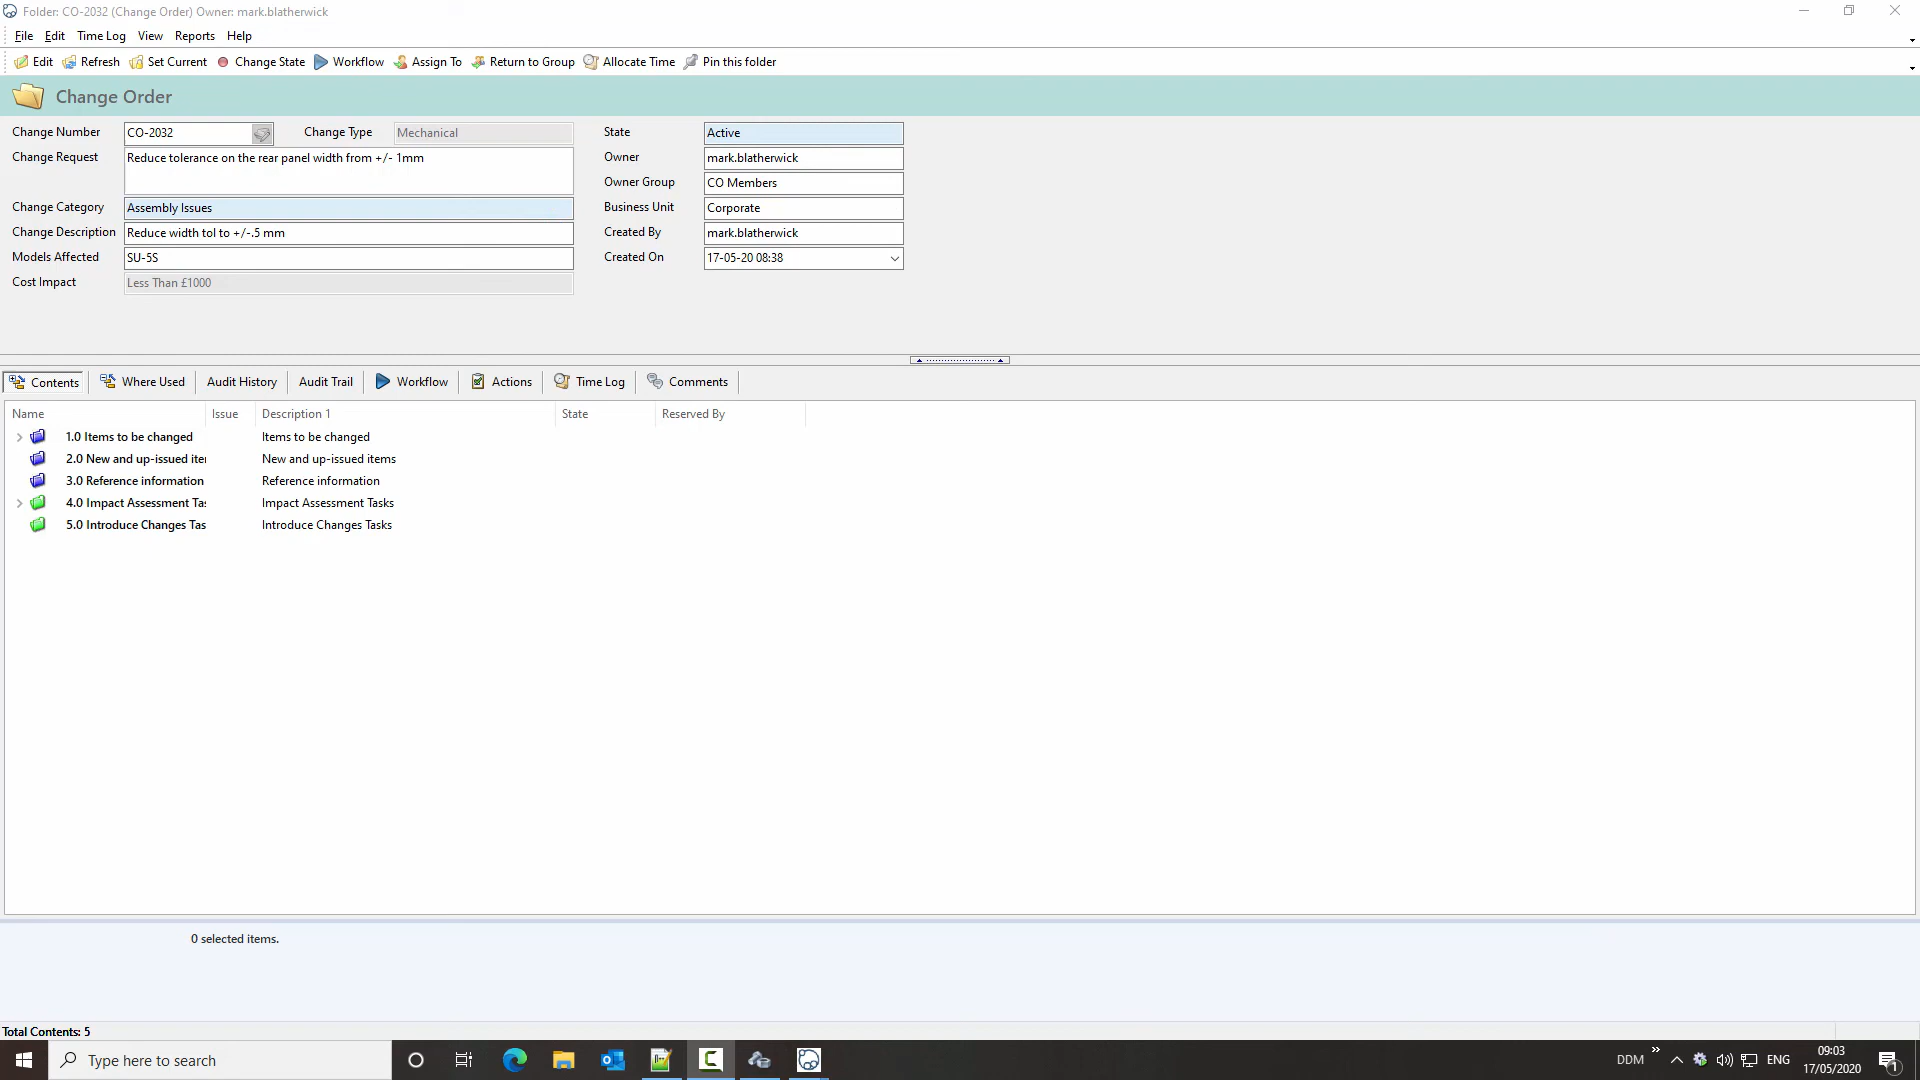 Folder: CO-2032 (Change Order) Owner: mark.blatherwick
File Edit Time Log View Reports Help
Edit Refresh Set Current Change State Workflow Assign To Return to Group Allocate Time Pin this folder
Change Order
Change Number CO-2032 Change Type Mechanical State Active
Change Request Reduce tolerance on the rear panel width from +/- 1mm Owner mark.blatherwick
Owner Group CO Members
Change Category Assembly Issues Business Unit Corporate
Change Description Reduce width tol to +/-.5 mm Created By mark.blatherwick
Models Affected SU-5S Created On 17-05-20 08:38
Cost Impact Less Than £1000
Contents Where Used Audit History Audit Trail Workflow Actions Time Log Comments
Name Issue Description 1 State Reserved By
1.0 Items to be changed Items to be changed
2.0 New and up-issued iter New and up-issued items
3.0 Reference information Reference information
4.0 Impact Assessment Tas Impact Assessment Tasks
5.0 Introduce Changes Tas Introduce Changes Tasks
0 selected items.
Total Contents: 5
Type here to search DDM ENG 09:03
17/05/2020 1